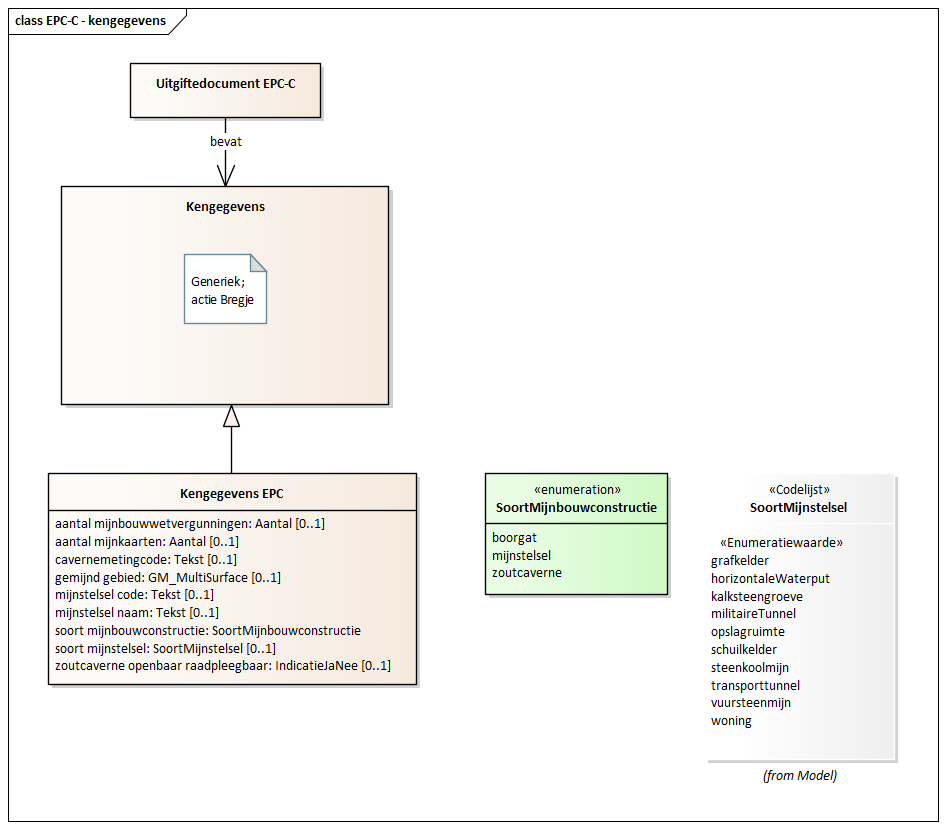 class EPC-C - kengegevens
Uitgiftedocument EPC-C
bevat
Kengegevens
Generiek;
actie Bregje
Kengegevens EPC
aantal mijnbouwwetvergunningen: Aantal [0..1]
aantal mijnkaarten: Aantal [0..1]
cavernemetingcode: Tekst [0..1]
gemijnd gebied: GM_MultiSurface [0..1]
mijnstelsel code: Tekst [0..1]
mijnstelsel naam: Tekst [0..1]
soort mijnbouwconstructie: SoortMijnbouwconstructie
soort mijnstelsel: SoortMijnstelsel [0..1]
zoutcaverne openbaar raadpleegbaar: IndicatieJaNee [0..1]
«enumeration»
SoortMijnbouwconstructie
boorgat
mijnstelsel
zoutcaverne
«Codelijst»
SoortMijnstelsel
«Enumeratiewaarde»
grafkelder
horizontaleWaterput
kalksteengroeve
militaireTunnel
opslagruimte
schuilkelder
steenkoolmijn
transporttunnel
vuursteenmijn
woning
(from Model)